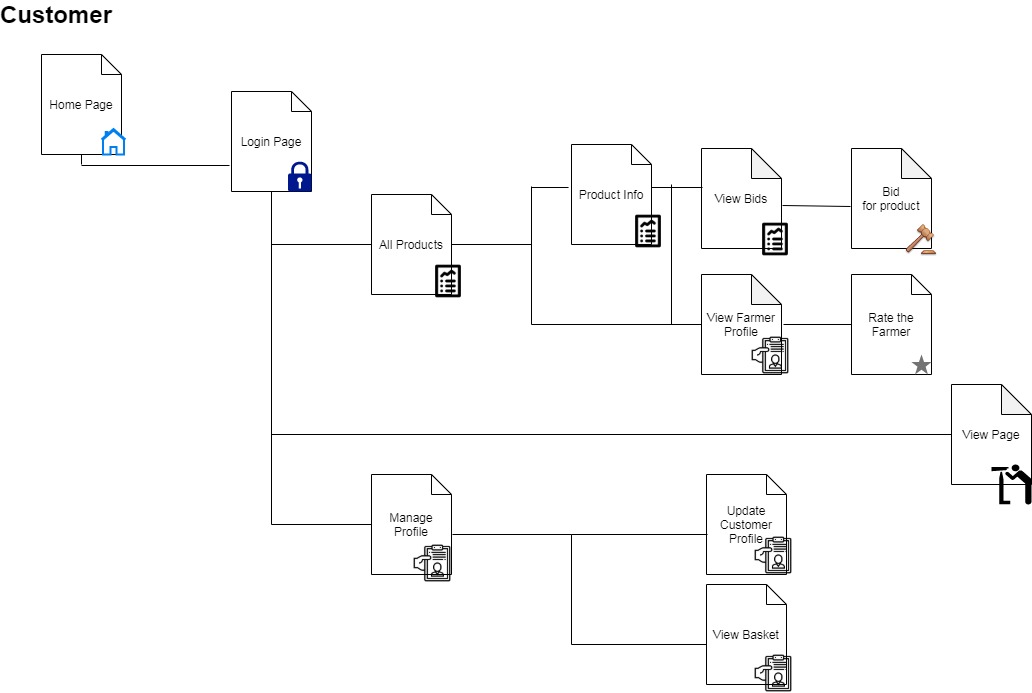 Customer
Home Page
Login Page
All Products
Product Info
View Bids
Bid
for product
View Farmer
Profile
Rate the
Farmer
View Page
Manage
Profile
Update
Customer
Profile
View Basket